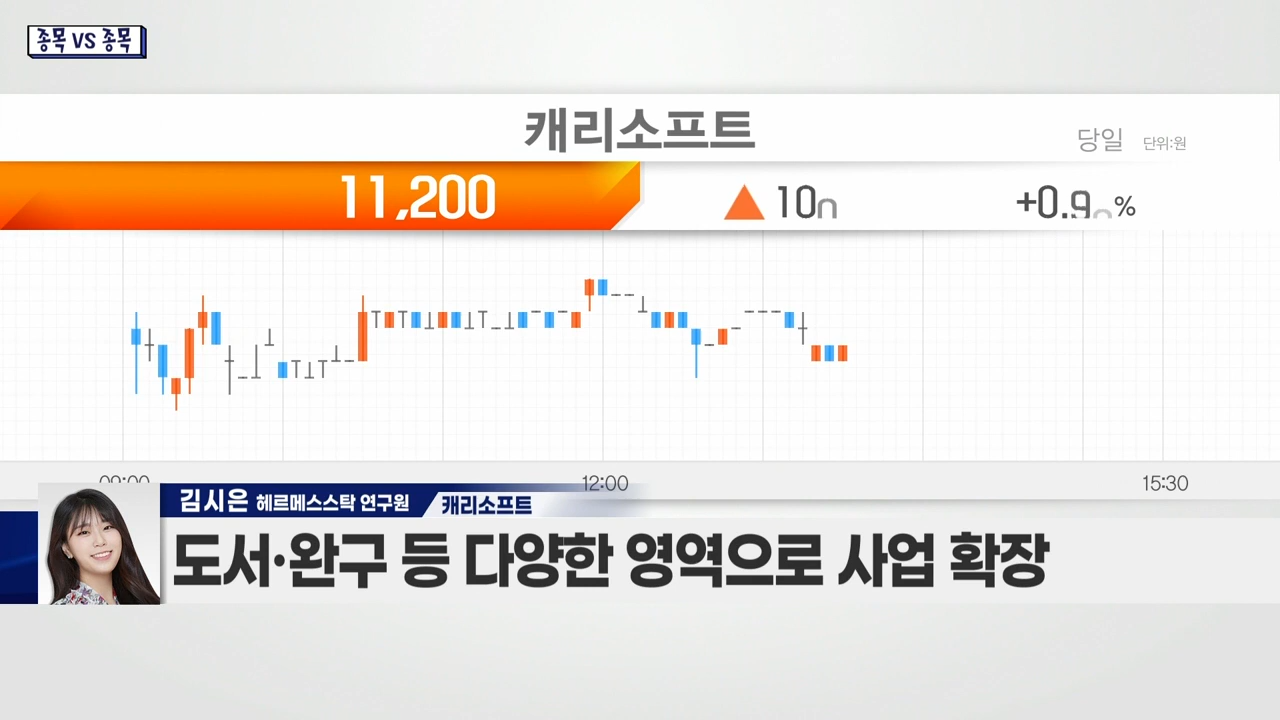 종목 VS 종목
캐리소프트
당일 단위:원
11,200
12:00
15:30
김시은 헤르메스스탁 연구원 캐리소프트
도서·완구 등 다양한 영역으로 사업 확장